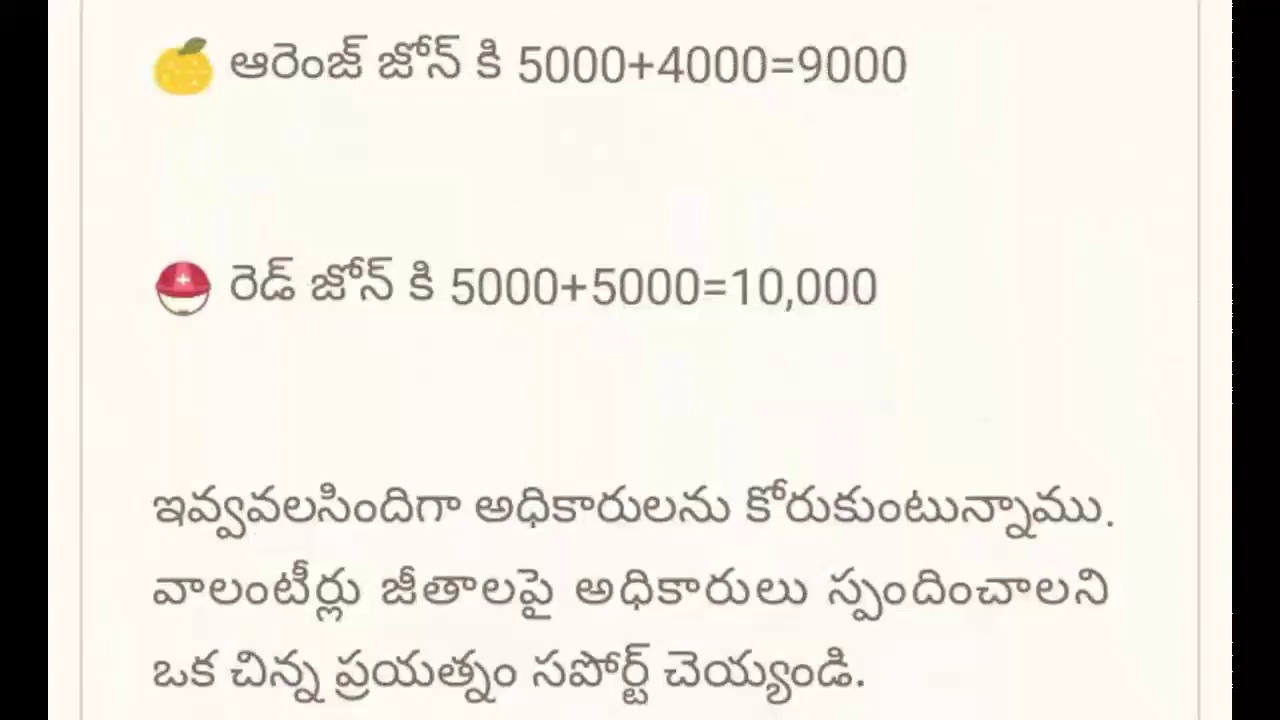 🍊 ఆరెంజ్ జోన్ కి 5000+4000=9000
⛑ రెడ్ జోన్ కి 5000+5000=10,000
ఇవ్వవలసిందిగా అధికారులను కోరుకుంటున్నాము.
వాలంటీర్లు జీతాలపై అధికారులు స్పందించాలని
ఒక చిన్న ప్రయత్నం సపోర్ట్ చెయ్యండి.